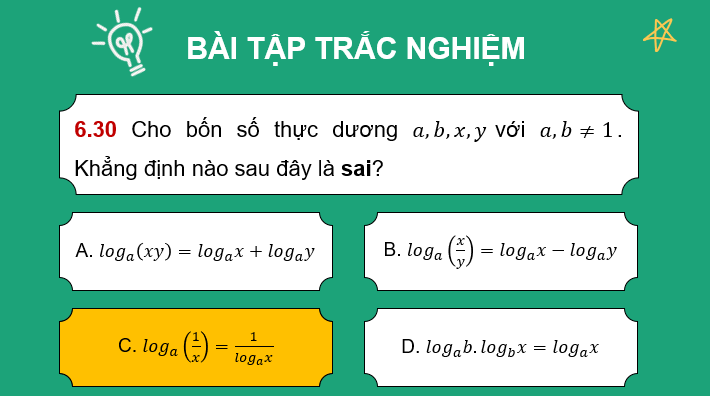 BÀI TẬP TRẮC NGHIỆM
6.30 Cho bốn số thực dương a, b, x, y với a, b ≠ 1.
Khẳng định nào sau đây là sai?
A. logₐ(xy) = logₐx + logₐy
B. logₐ(x/y) = logₐx − logₐy
C. logₐ(1/x) = 1/logₐx
D. logₐb. log_b x = logₐx